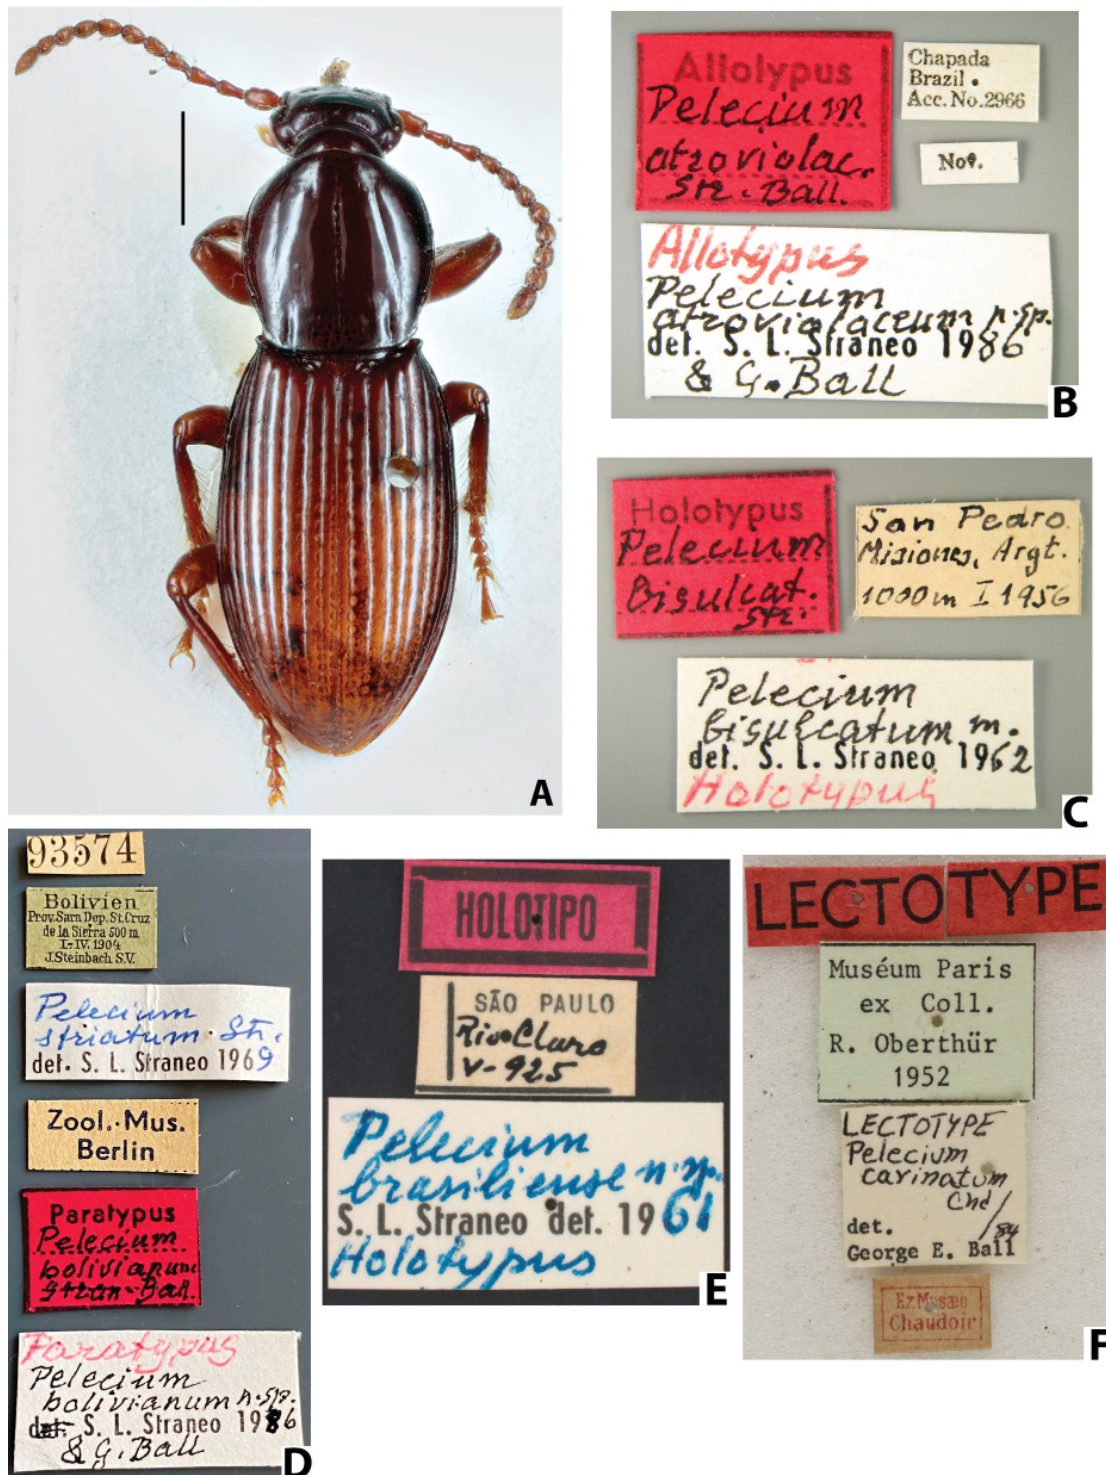 A
Allotypus
Pelecium
atroviolac.
Str. Ball.
Chapada
Brazil.
Acc. No. 2966
Nov.
Allotypus
Pelecium
atroviolaceum n.sp.
det. S. L. Straneo 1986
& G. Ball
B
Holotypus
Pelecium
bisulcat.
Str.
San Pedro
Misiones, Argt.
1000m I 1956
Pelecium
bisulcatum m.
det. S. L. Straneo 1962
Holotypus
C
93574
Bolivien
Prov. Sara Dep. St. Cruz
de la Sierra 500 m
I-IV. 1904
J. Steinbach S.V.
Pelecium
striatum. Str.
det. S. L. Straneo 1969
Zool. Mus.
Berlin
Paratypus
Pelecium
bolivianum
Stran-Ball.
Paratypus
Pelecium
bolivianum n.sp.
det. S. L. Straneo 1986
& G. Ball
D
HOLOTIPO
SÃO PAULO
Rio Claro
V-925
Pelecium
brasiliense n.sp.
S. L. Straneo det. 1961
Holotypus
E
LECTOTYPE
Muséum Paris
ex Coll.
R. Oberthür
1952
LECTOTYPE
Pelecium
carinatum
Chd
det. /84
George E. Ball
Ex Musæo
Chaudoir
F